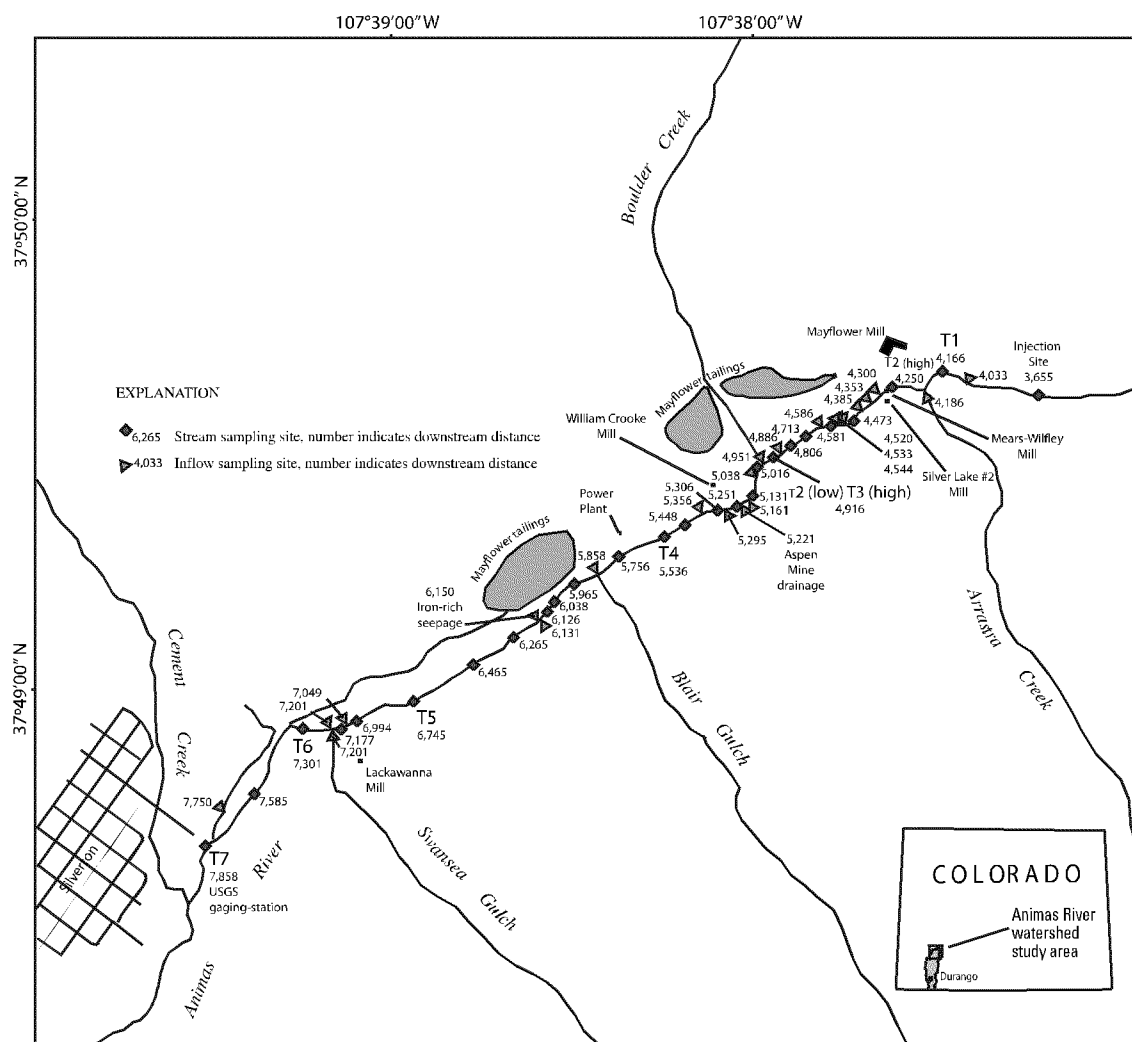 107°39'00"W
107°38'00"W
37°50'00"N
37°49'00"N
EXPLANATION
6,265 Stream sampling site, number indicates downstream distance
4,033 Inflow sampling site, number indicates downstream distance
Boulder Creek
Mayflower Mill
T1
4,166
Injection
Site
3,655
4,033
T2 (high)
4,250
4,186
4,300
4,353
4,385
4,473
Mears-Wilfley
Mill
4,520
4,533
4,544
Silver Lake #2
Mill
Mayflower tailings
William Crooke
Mill
4,586
4,581
4,713
4,806
4,886
4,951
5,016
5,038
T2 (low) T3 (high)
4,916
5,131
5,161
5,251
5,306
5,356
5,295
5,221
Aspen
Mine
drainage
5,448
Power
Plant
T4
5,536
5,756
5,858
Mayflower tailings
5,965
6,038
6,126
6,131
6,150
Iron-rich
seepage
6,265
6,465
T5
6,745
6,994
7,049
7,201
7,177
7,201
T6
7,301
Lackawanna
Mill
7,585
7,750
T7
7,858
USGS
gaging-station
Cement Creek
Silverton
Animas River
Swansea Gulch
Blair Gulch
Arrastra Creek
COLORADO
Animas River
watershed
study area
Durango